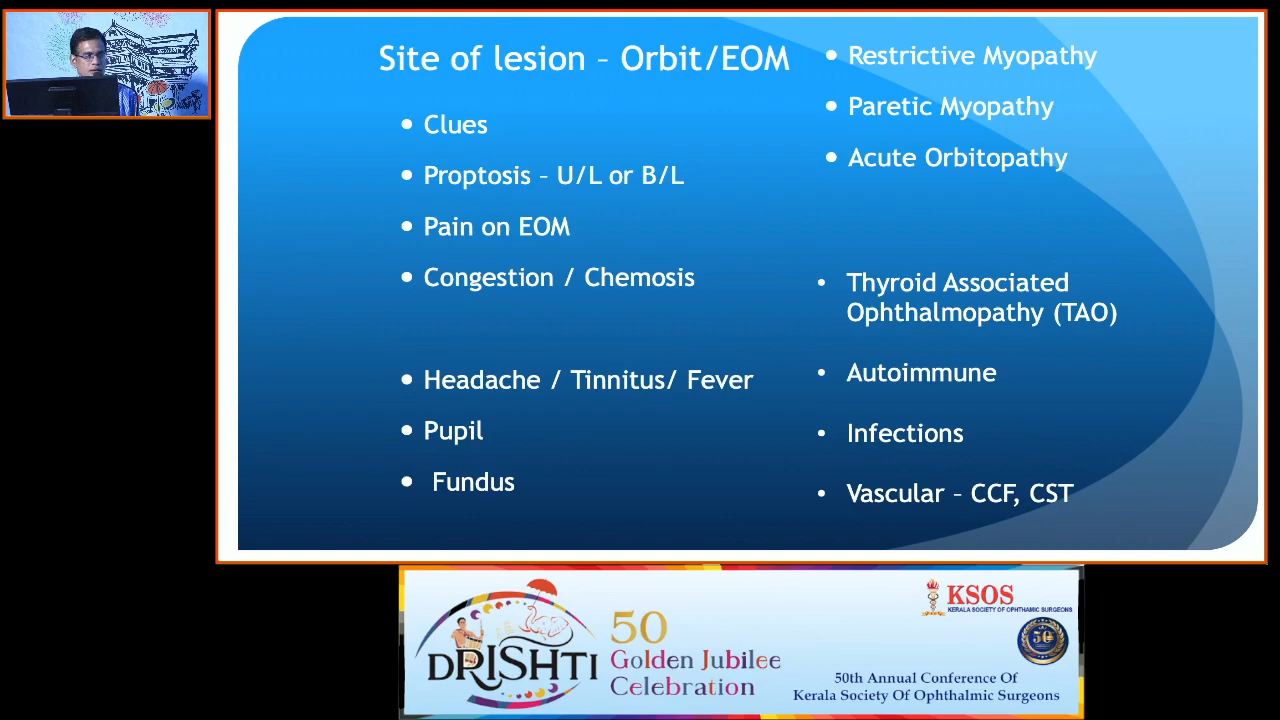 Site of lesion – Orbit/EOM
• Clues
• Proptosis – U/L or B/L
• Pain on EOM
• Congestion / Chemosis
• Headache / Tinnitus/ Fever
• Pupil
• Fundus
• Restrictive Myopathy
• Paretic Myopathy
• Acute Orbitopathy
• Thyroid Associated
Ophthalmopathy (TAO)
• Autoimmune
• Infections
• Vascular – CCF, CST
DRISHTI
50
Golden Jubilee
Celebration
KSOS
KERALA SOCIETY OF OPHTHAMIC SURGEONS
50
50th Annual Conference Of
Kerala Society Of Ophthalmic Surgeons